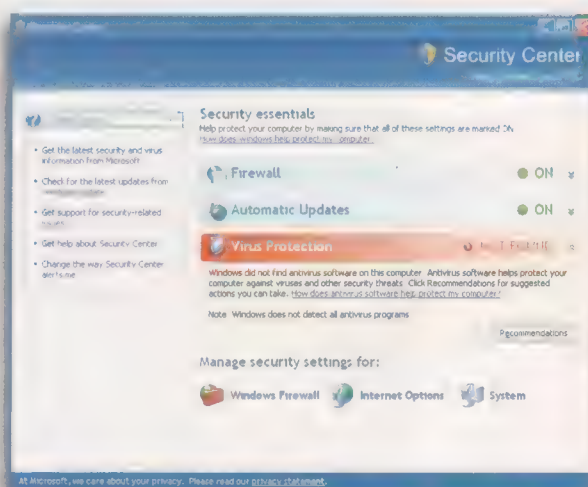 Security Center
• Get the latest security and virus
information from Microsoft
• Check for the latest updates from
• Get support for security-related
• Get help about Security Center
• Change the way Security Center
alerts me
Security essentials
Help protect your computer by making sure that all of these settings are marked ON
How does windows help protect my computer?
Firewall
ON
Automatic Updates
ON
Virus Protection
Windows did not find antivirus software on this computer. Antivirus software helps protect your
computer against viruses and other security threats. Click Recommendations for suggested
actions you can take. How does antivirus software help protect my computer?
Note Windows does not detect all antivirus programs
Recommendations
Manage security settings for:
Windows Firewall
Internet Options
System
At Microsoft, we care about your privacy. Please read our privacy statement.